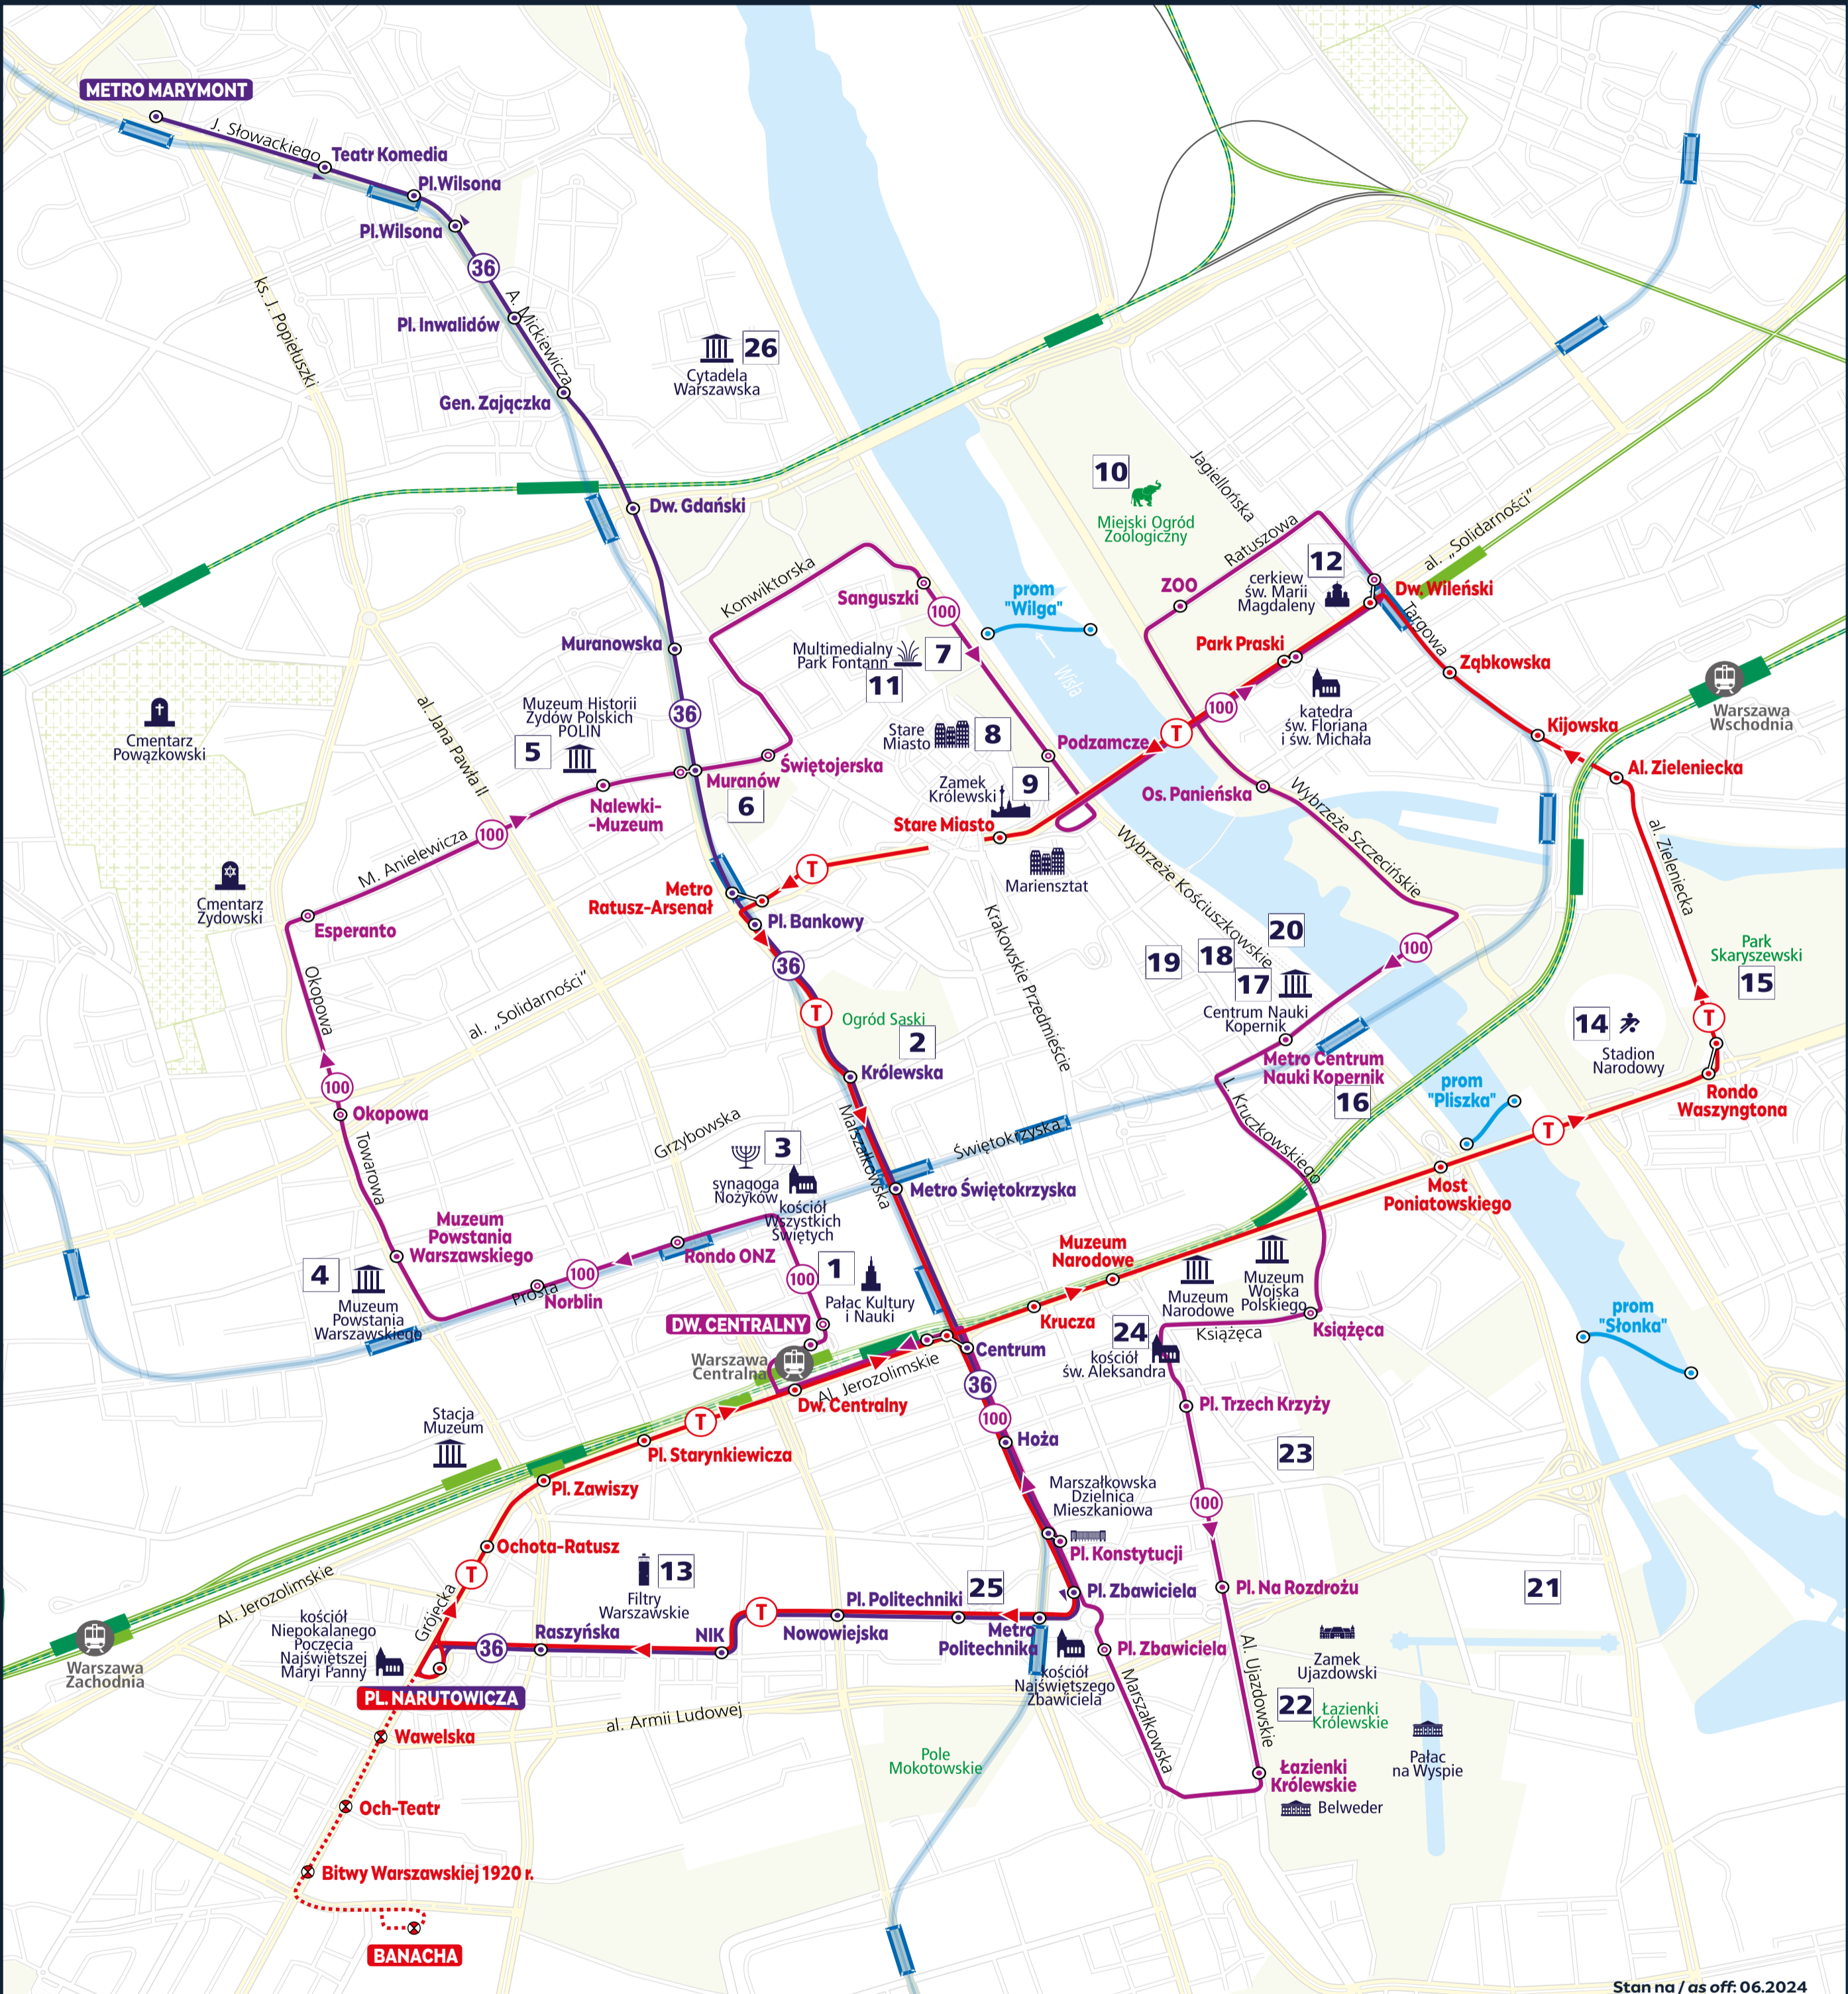 METRO MARYMONT
J. Słowackiego
Teatr Komedia
Pl.Wilsona
Pl.Wilsona
36
ks. J. Popiełuszki
A. Mickiewicza
Pl. Inwalidów
26
Cytadela
Warszawska
Gen. Zajączka
10
Miejski Ogród
Zoologiczny
Jagiellońska
Dw. Gdański
Ratuszowa
al. „Solidarności”
12
cerkiew
św. Marii
Magdaleny
Konwiktorska
Sanguszki
100
prom
"Wilga"
ZOO
Dw. Wileński
Targowa
Muranowska
Multimedialny
Park Fontann
7
11
Wisła
Park Praski
Ząbkowska
Warszawa
Wschodnia
Cmentarz
Powązkowski
al. Jana Pawła II
Muzeum Historii
Żydów Polskich
POLIN
5
36
Stare
Miasto
8
Podzamcze
T
100
katedra
św. Floriana
i św. Michała
Kijowska
Świętojerska
Muranów
6
Nalewki-
-Muzeum
Zamek
Królewski
9
Os. Panieńska
Al. Zieleniecka
Stare Miasto
Wybrzeże Szczecińskie
100
M. Anielewicza
Cmentarz
Żydowski
T
Mariensztat
Wybrzeże Kościuszkowskie
al. Zieleniecka
Metro
Ratusz-Arsenał
Pl. Bankowy
Esperanto
Krakowskie Przedmieście
20
100
Park
Skaryszewski
15
Okopowa
36
19
18
17
Centrum Nauki
Kopernik
al. „Solidarności”
T
Ogród Saski
2
14
Stadion
Narodowy
T
Królewska
Metro Centrum
Nauki Kopernik
16
prom
"Pliszka"
Rondo
Waszyngtona
100
Okopowa
Towarowa
Grzybowska
Marszałkowska
Świętokrzyska
L. Kruczkowskiego
T
3
synagoga
Nożyków
kościół
Wszystkich
Świętych
Metro Świętokrzyska
Most
Poniatowskiego
Muzeum
Powstania
Warszawskiego
Rondo ONZ
Muzeum
Narodowe
4
Muzeum
Powstania
Warszawskiego
100
Prosta
Norblin
100
1
Pałac Kultury
i Nauki
Muzeum
Narodowe
Muzeum
Wojska
Polskiego
prom
"Słonka"
DW. CENTRALNY
Krucza
24
Książęca
Książęca
Warszawa
Centralna
Al. Jerozolimskie
Centrum
kościół
św. Aleksandra
36
Dw. Centralny
100
Pl. Trzech Krzyży
Stacja
Muzeum
T
Pl. Starynkiewicza
Hoża
23
Pl. Zawiszy
Marszałkowska
Dzielnica
Mieszkaniowa
100
Ochota-Ratusz
T
Pl. Konstytucji
13
Filtry
Warszawskie
25
Pl. Zbawiciela
Pl. Na Rozdrożu
21
Al. Jerozolimskie
Grójecka
kościół
Niepokalanego
Poczęcia
Najświętszej
Maryi Panny
36
Raszyńska
NIK
T
Nowowiejska
Pl. Politechniki
Metro
Politechnika
Pl. Zbawiciela
kościół
Najświętszego
Zbawiciela
Al. Ujazdowskie
Zamek
Ujazdowski
Warszawa
Zachodnia
PL. NARUTOWICZA
Marszałkowska
22
Łazienki
Królewskie
Wawelska
al. Armii Ludowej
Pole
Mokotowskie
Pałac
na Wyspie
Łazienki
Królewskie
Belweder
Och-Teatr
Bitwy Warszawskiej 1920 r.
BANACHA
Stan na / as off: 06.2024